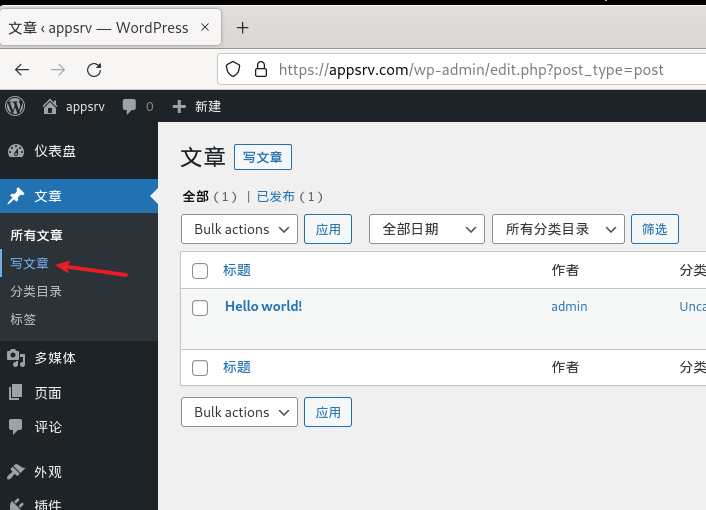 文章 ‹ appsrv — WordPress
https://appsrv.com/wp-admin/edit.php?post_type=post
appsrv 0 新建
仪表盘
文章
所有文章
写文章
分类目录
标签
多媒体
页面
评论
外观
插件
文章 写文章
全部 (1) | 已发布 (1)
Bulk actions 应用 全部日期 所有分类目录 筛选
标题 作者 分类
Hello world! admin Unca
标题 作者 分类
Bulk actions 应用